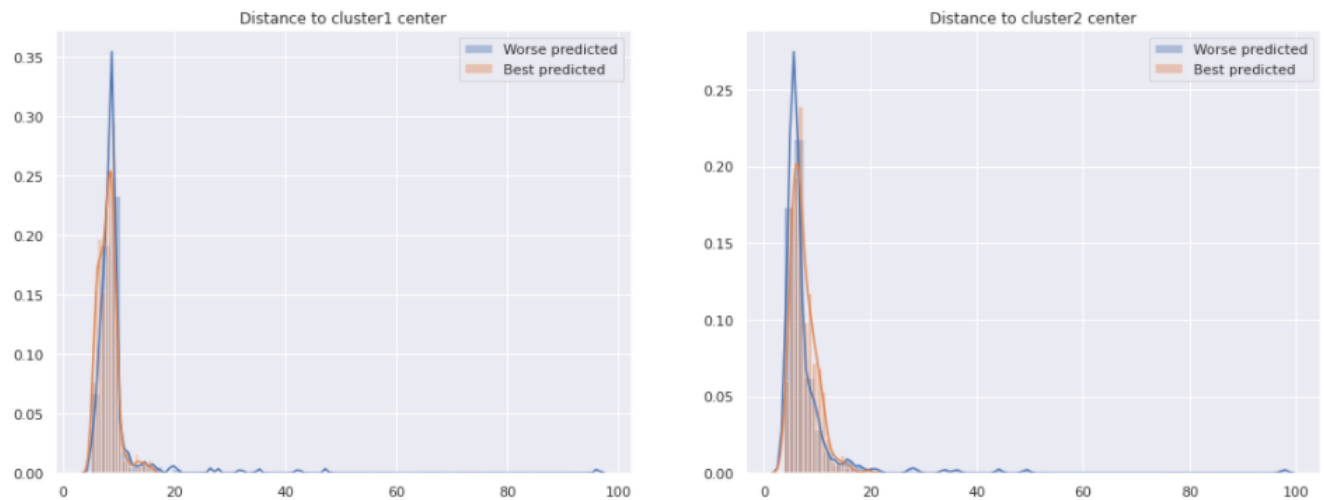 Distance to cluster1 center
Worse predicted
Best predicted
0.35
0.30
0.25
0.20
0.15
0.10
0.05
0.00
0 20 40 60 80 100
Distance to cluster2 center
Worse predicted
Best predicted
0.25
0.20
0.15
0.10
0.05
0.00
0 20 40 60 80 100